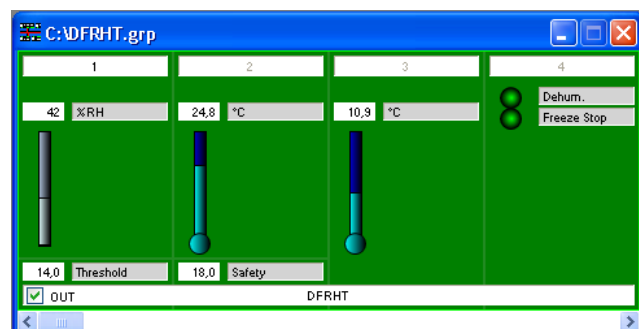 C:\DFRHT.grp
1 2 3 4
42 %RH 24,8 °C 10,9 °C Dehum.
Freeze Stop
14,0 Threshold 18,0 Safety
OUT DFRHT